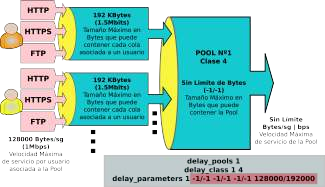 HTTP
HTTPS
FTP
192 KBytes
(1.5Mbits)
Tamaño Máxima en
Bytes que puede
contener cada cola
asociada a un usuario
HTTP
HTTPS
FTP
192 KBytes
(1.5Mbits)
Tamaño Máxima en
Bytes que puede
contener cada cola
asociada a un usuario
POOL Nº1
Clase 4
Sin Limite de Bytes
(-1/-1)
Tamaño Máximo en
Bytes que puede
contener la Pool
128000 Bytes/sg
(1Mbps)
Velocidad Máxima
de servicio por usuario
asociada a la Pool
Sin Limite
Bytes/sg | bps
Velocidad Máxima
de servicio de la Pool
delay_pools 1
delay_class 1 4
delay_parameters 1 -1/-1 -1/-1 -1/-1 128000/192000